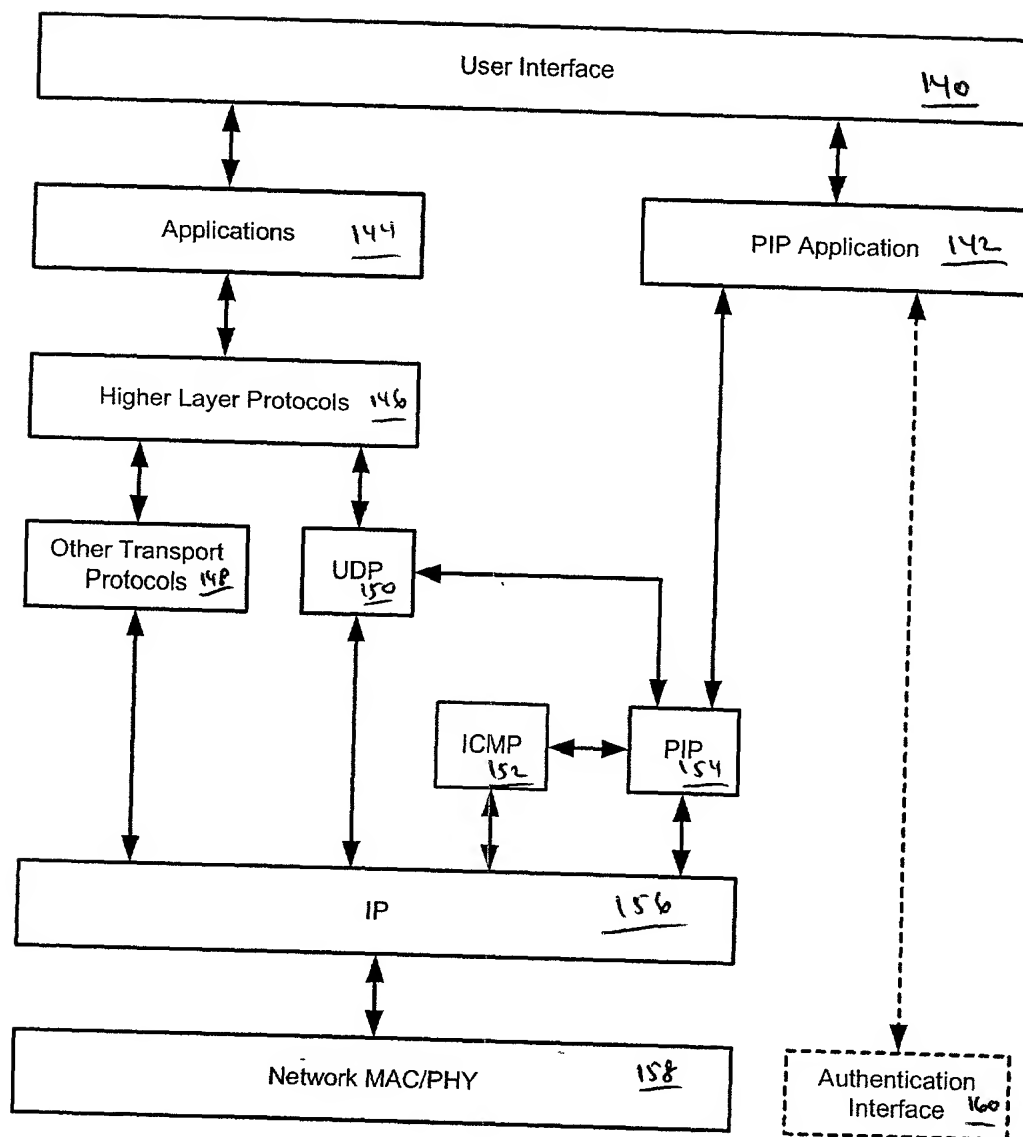 User Interface 140
Applications 144
PIP Application 142
Higher Layer Protocols 146
Other Transport
Protocols 148
UDP
150
ICMP
152
PIP
154
IP 156
Network MAC/PHY 158
Authentication
Interface 160